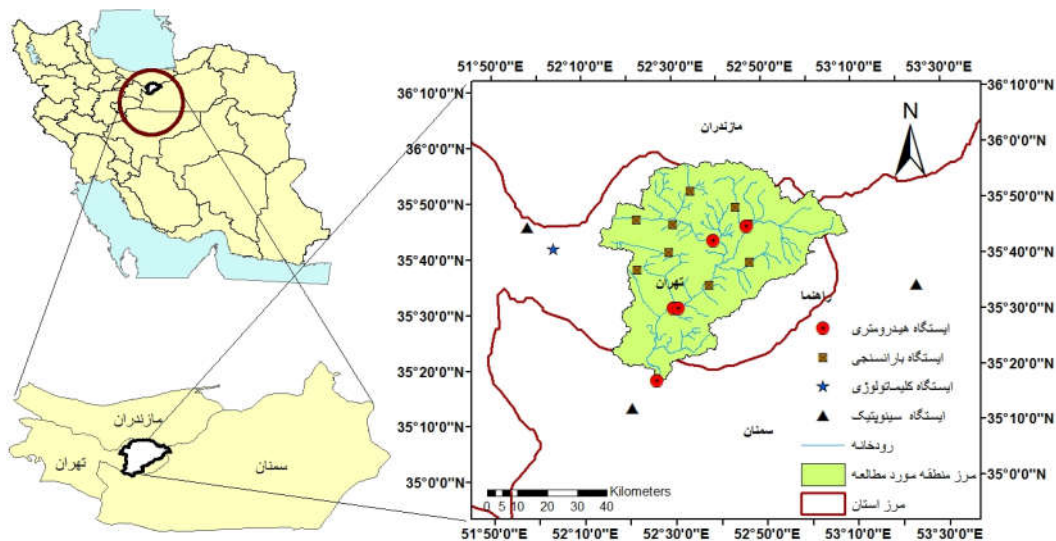 51°50'0"E 52°10'0"E 52°30'0"E 52°50'0"E 53°10'0"E 53°30'0"E
36°10'0"N
36°0'0"N
35°50'0"N
35°40'0"N
35°30'0"N
35°20'0"N
35°10'0"N
35°0'0"N
36°10'0"N
36°0'0"N
35°50'0"N
35°40'0"N
35°30'0"N
35°20'0"N
35°10'0"N
35°0'0"N
N
مازندران
تهران
سمنان
راهنما
ایستگاه هیدرومتری
ایستگاه بارانسنجی
ایستگاه کلیماتولوژی
ایستگاه سینوپتیک
رودخانه
مرز منطقه مورد مطالعه
مرز استان
Kilometers
0 5 10 20 30 40
51°50'0"E 52°10'0"E 52°30'0"E 52°50'0"E 53°10'0"E 53°30'0"E
مازندران
تهران
سمنان